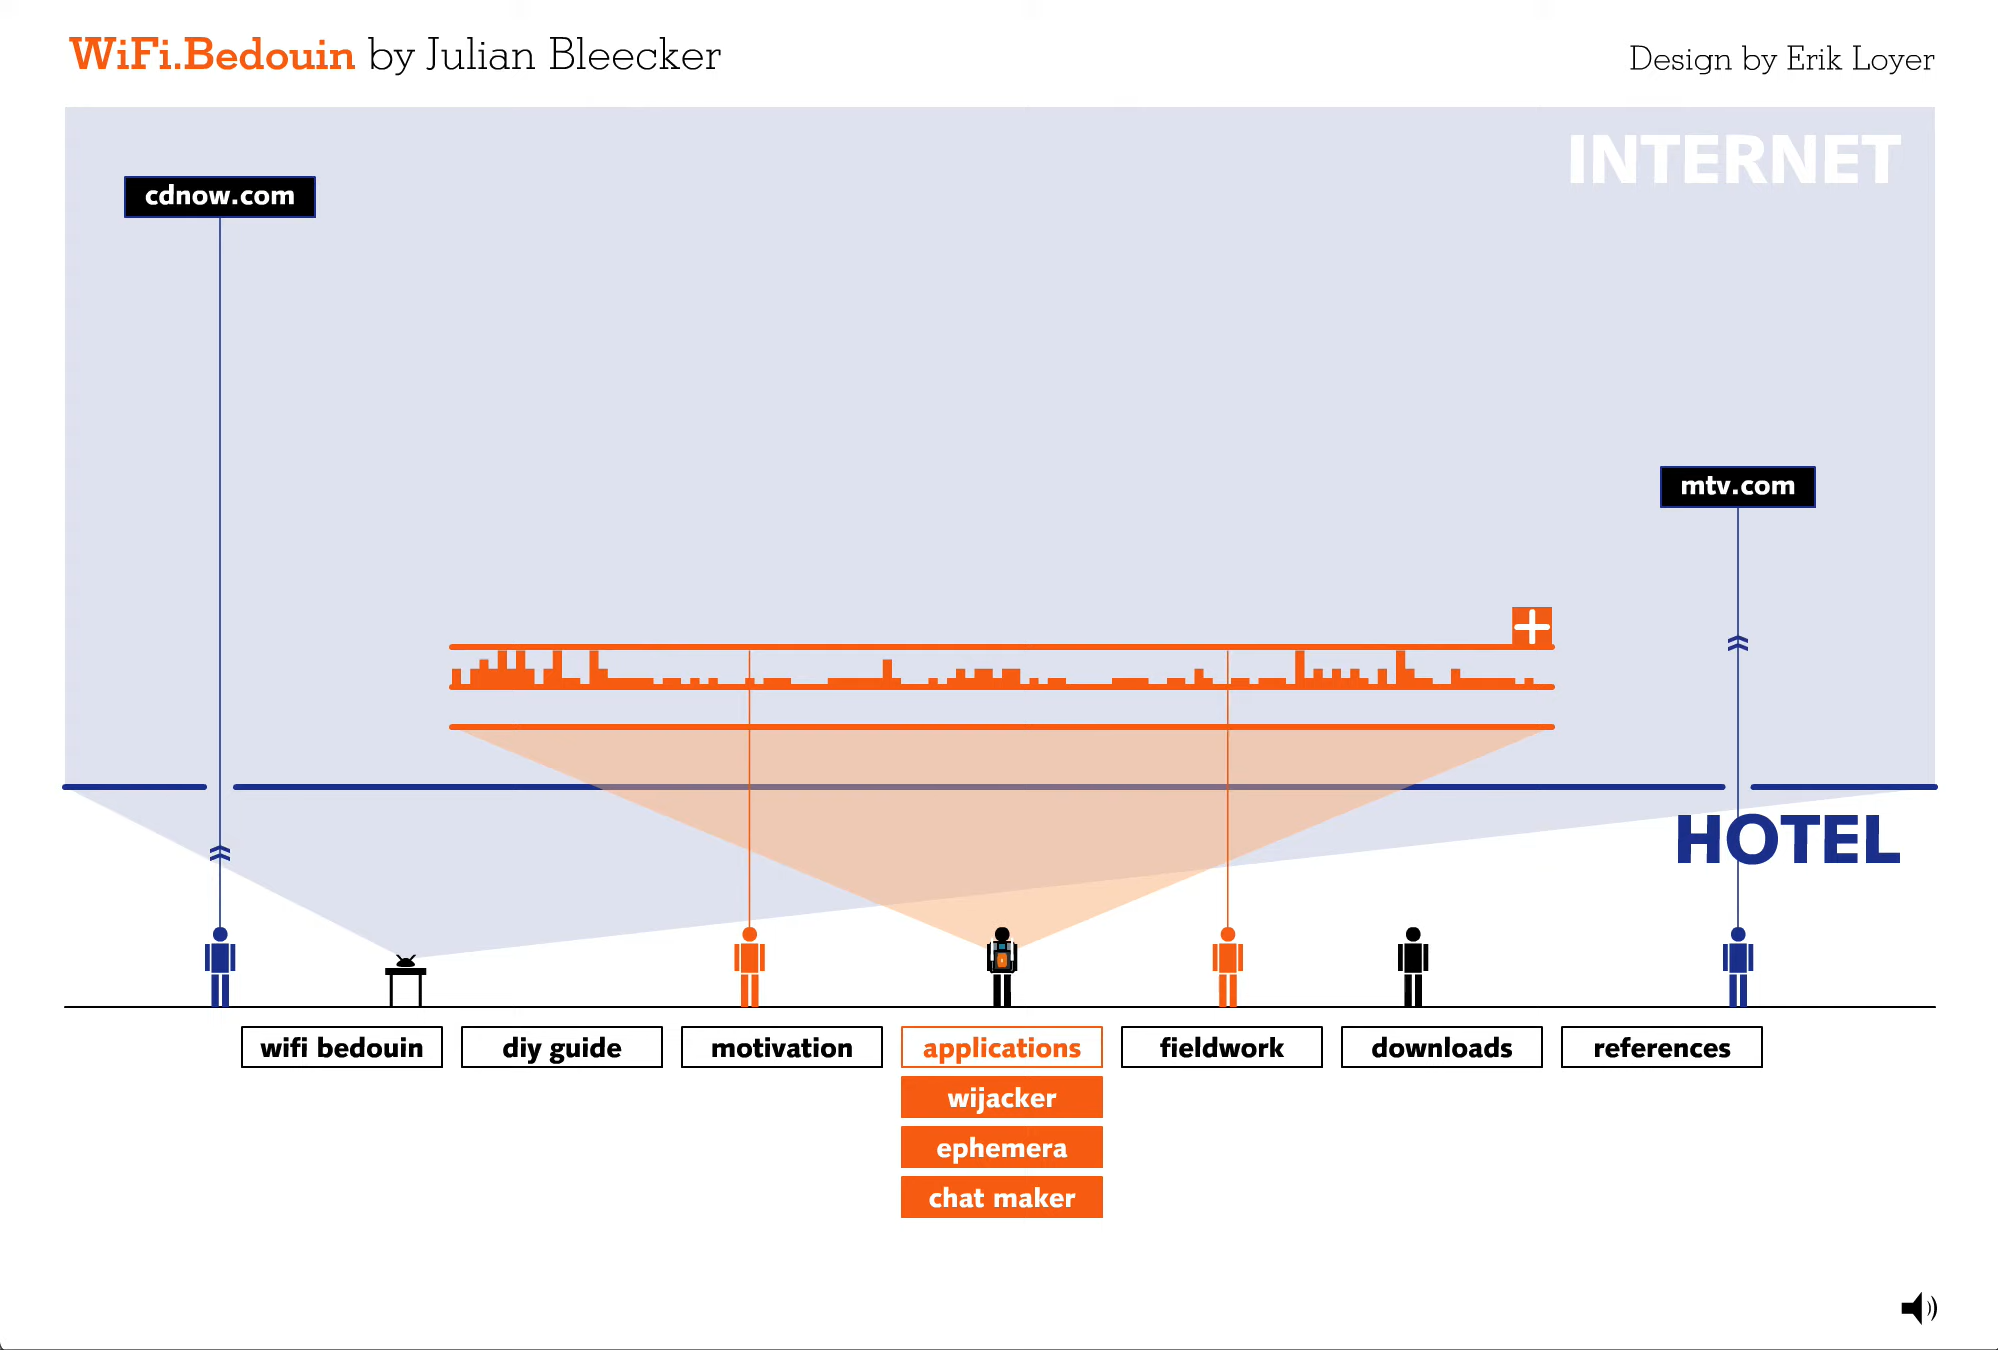 WiFi.Bedouin by Julian Bleecker
Design by Erik Loyer
INTERNET
cdnow.com
mtv.com
HOTEL
wifi bedouin
diy guide
motivation
applications
fieldwork
downloads
references
wijacker
ephemera
chat maker